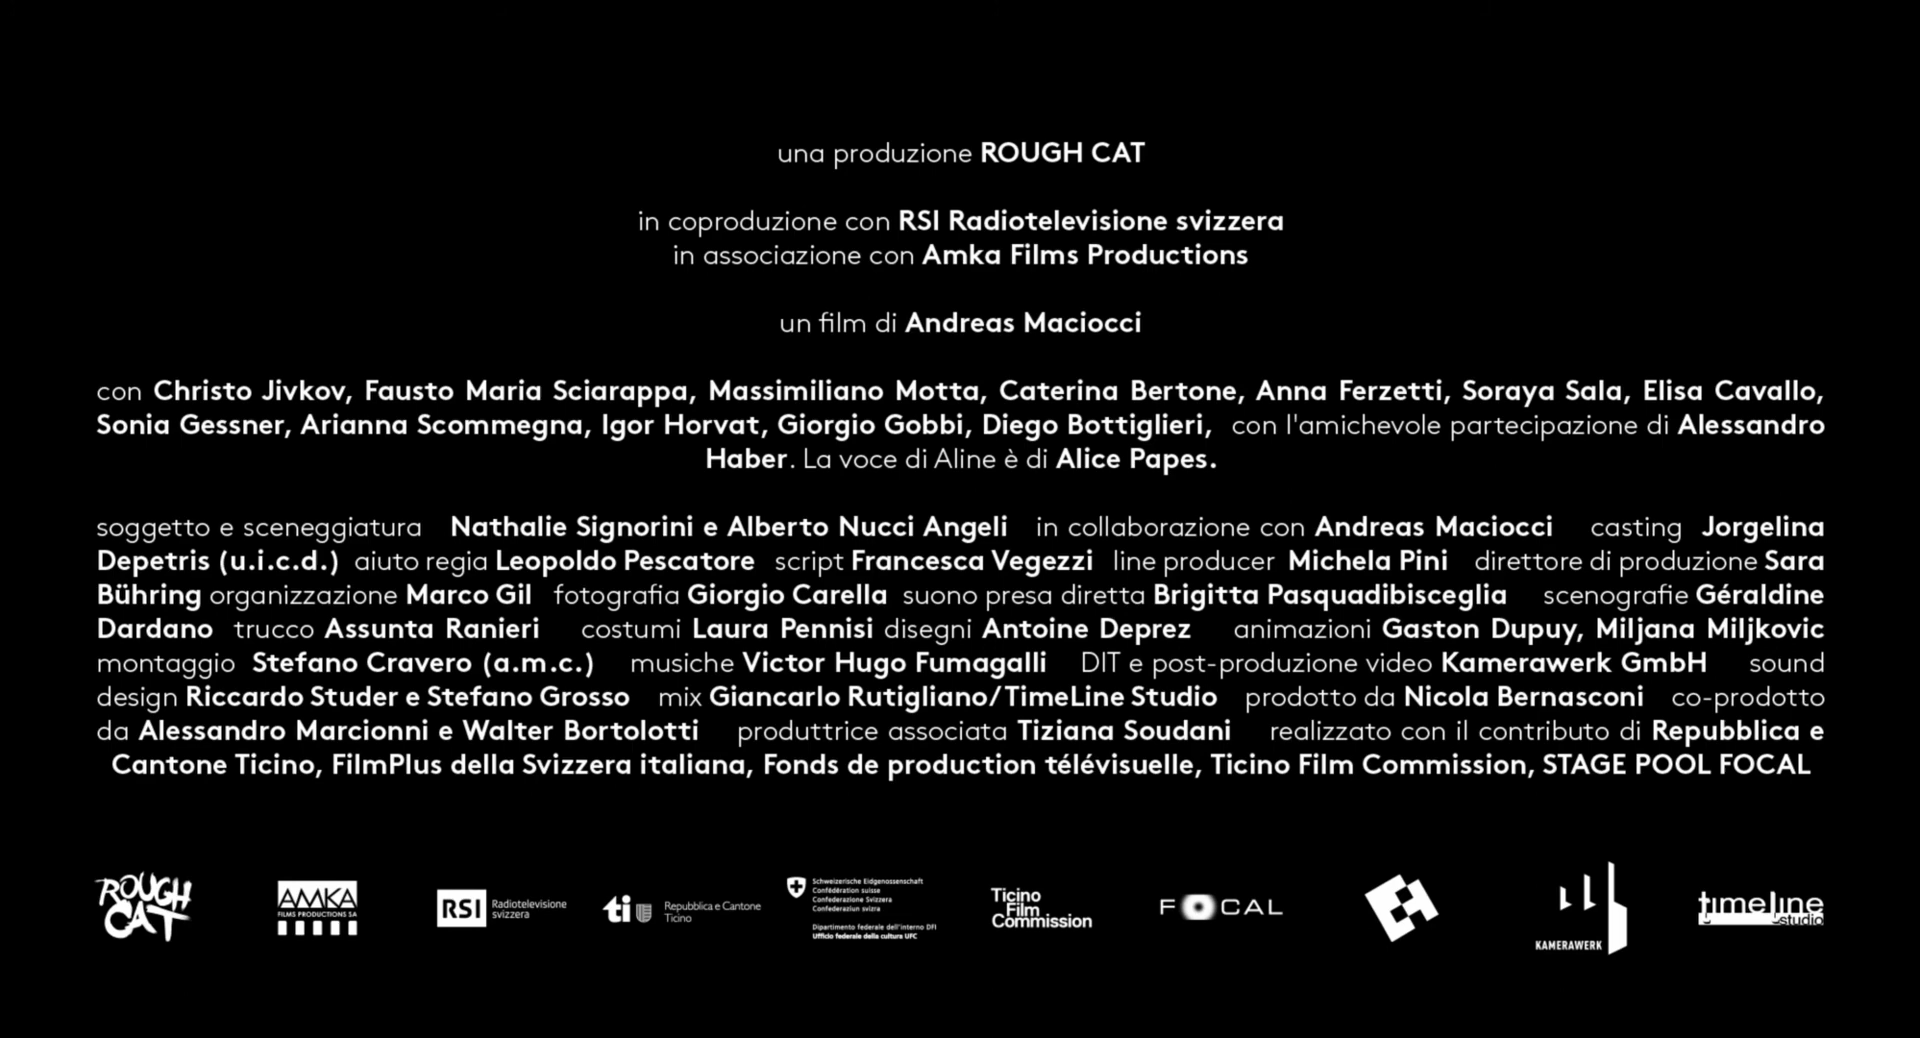 una produzione ROUGH CAT
in coproduzione con RSI Radiotelevisione svizzera
in associazione con Amka Films Productions
un film di Andreas Maciocci
con Christo Jivkov, Fausto Maria Sciarappa, Massimiliano Motta, Caterina Bertone, Anna Ferzetti, Soraya Sala, Elisa Cavallo,
Sonia Gessner, Arianna Scommegna, Igor Horvat, Giorgio Gobbi, Diego Bottiglieri, con l'amichevole partecipazione di Alessandro
Haber. La voce di Aline è di Alice Papes.
soggetto e sceneggiatura Nathalie Signorini e Alberto Nucci Angeli in collaborazione con Andreas Maciocci casting Jorgelina
Depetris (u.i.c.d.) aiuto regia Leopoldo Pescatore script Francesca Vegezzi line producer Michela Pini direttore di produzione Sara
Bühring organizzazione Marco Gil fotografia Giorgio Carella suono presa diretta Brigitta Pasquadibisceglia scenografie Géraldine
Dardano trucco Assunta Ranieri costumi Laura Pennisi disegni Antoine Deprez animazioni Gaston Dupuy, Miljana Miljkovic
montaggio Stefano Cravero (a.m.c.) musiche Victor Hugo Fumagalli DIT e post-produzione video Kamerawerk GmbH sound
design Riccardo Studer e Stefano Grosso mix Giancarlo Rutigliano/TimeLine Studio prodotto da Nicola Bernasconi co-prodotto
da Alessandro Marcionni e Walter Bortolotti produttrice associata Tiziana Soudani realizzato con il contributo di Repubblica e
Cantone Ticino, FilmPlus della Svizzera italiana, Fonds de production télévisuelle, Ticino Film Commission, STAGE POOL FOCAL
ROUGH
CAT
AMKA
FILMS PRODUCTIONS SA
RSI Radiotelevisione
svizzera
ti Repubblica e Cantone
Ticino
Schweizerische Eidgenossenschaft
Confédération suisse
Confederazione Svizzera
Confederaziun svizra
Dipartimento federale dell'interno DFI
Ufficio federale della cultura UFC
Ticino
Film
Commission
FOCAL
KAMERAWERK
timeline
studio